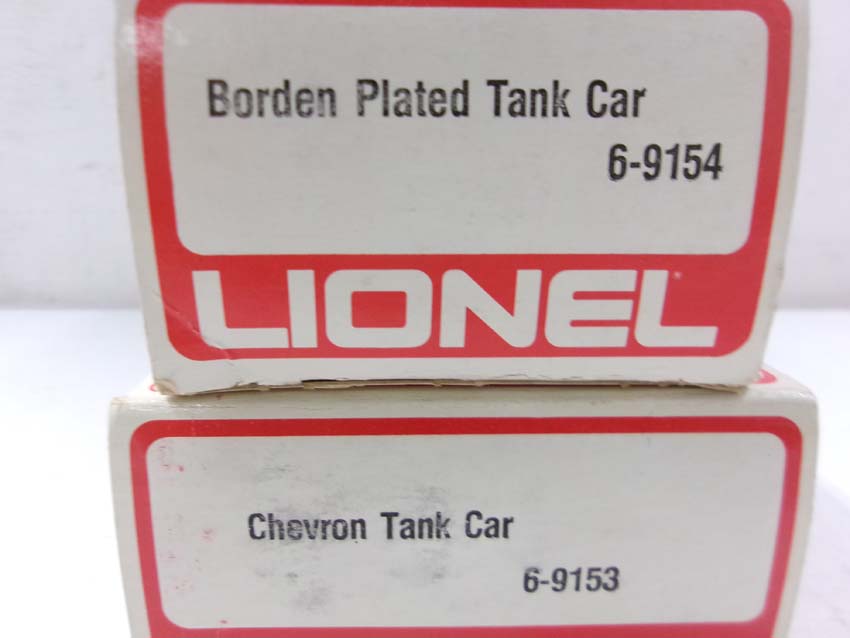 Borden Plated Tank Car
6-9154
LIONEL
Chevron Tank Car
6-9153